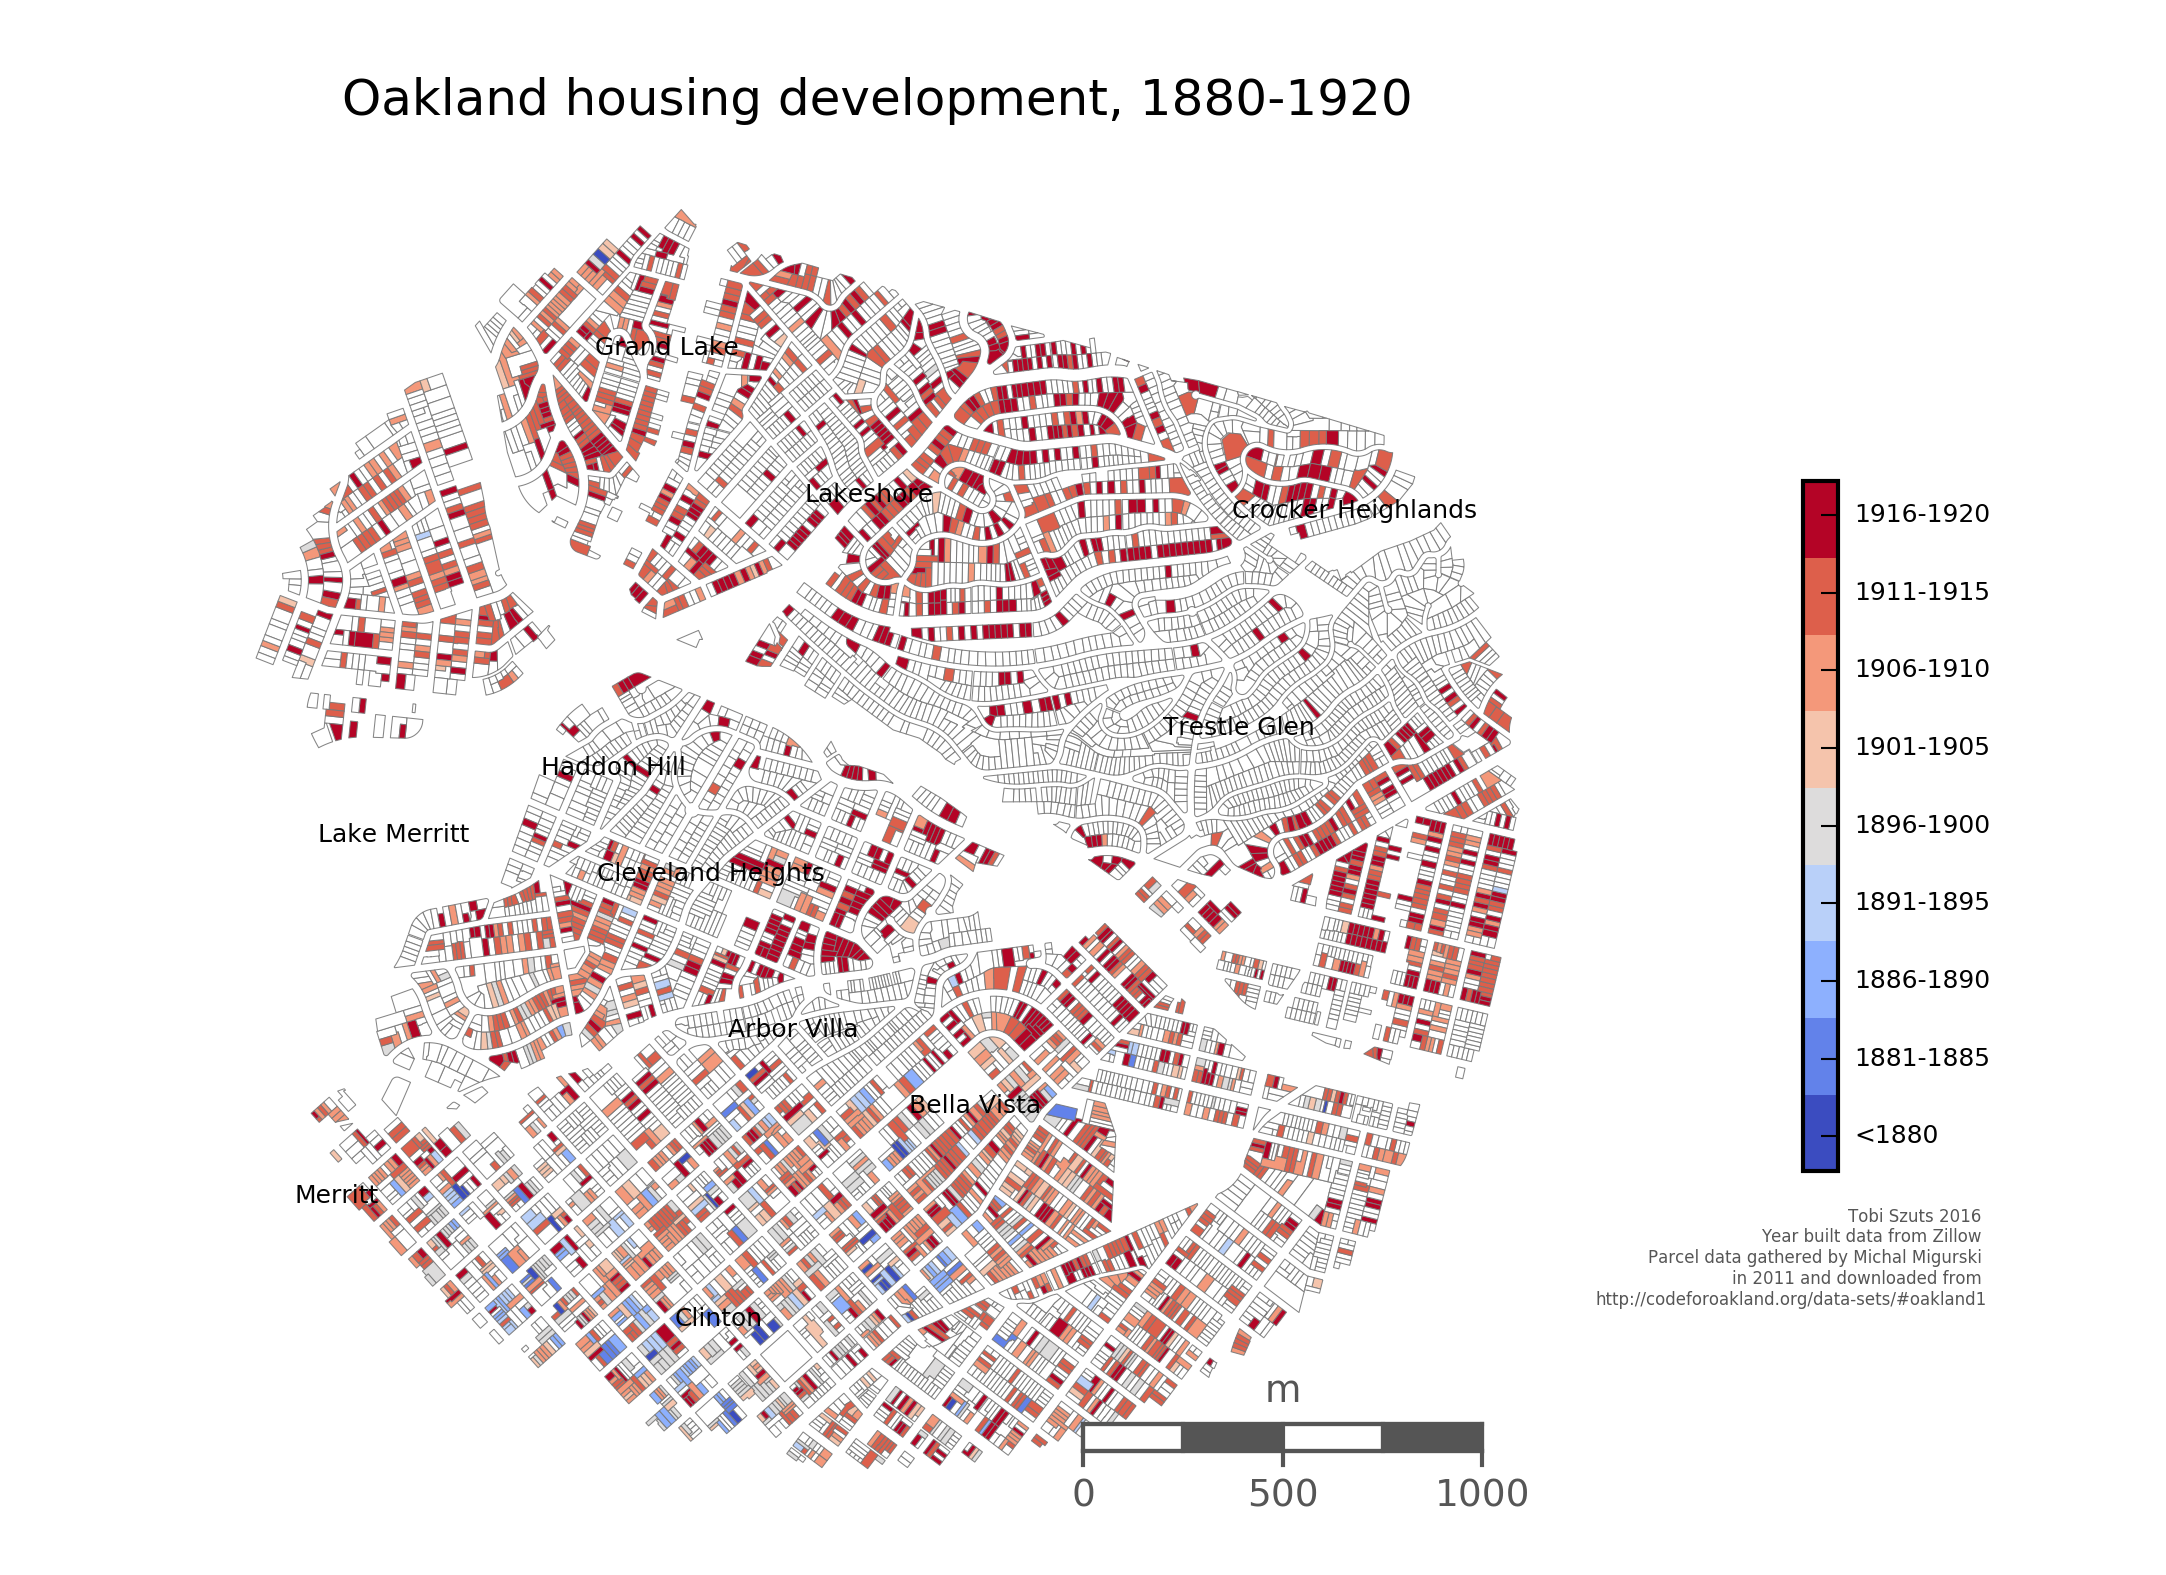 Oakland housing development, 1880-1920
Grand Lake
Lakeshore
Crocker Heighlands
Trestle Glen
Haddon Hill
Lake Merritt
Cleveland Heights
Arbor Villa
Bella Vista
Merritt
Clinton
1916-1920
1911-1915
1906-1910
1901-1905
1896-1900
1891-1895
1886-1890
1881-1885
<1880
Tobi Szuts 2016
Year built data from Zillow
Parcel data gathered by Michal Migurski
in 2011 and downloaded from
http://codeforoakland.org/data-sets/#oakland1
m
0 500 1000